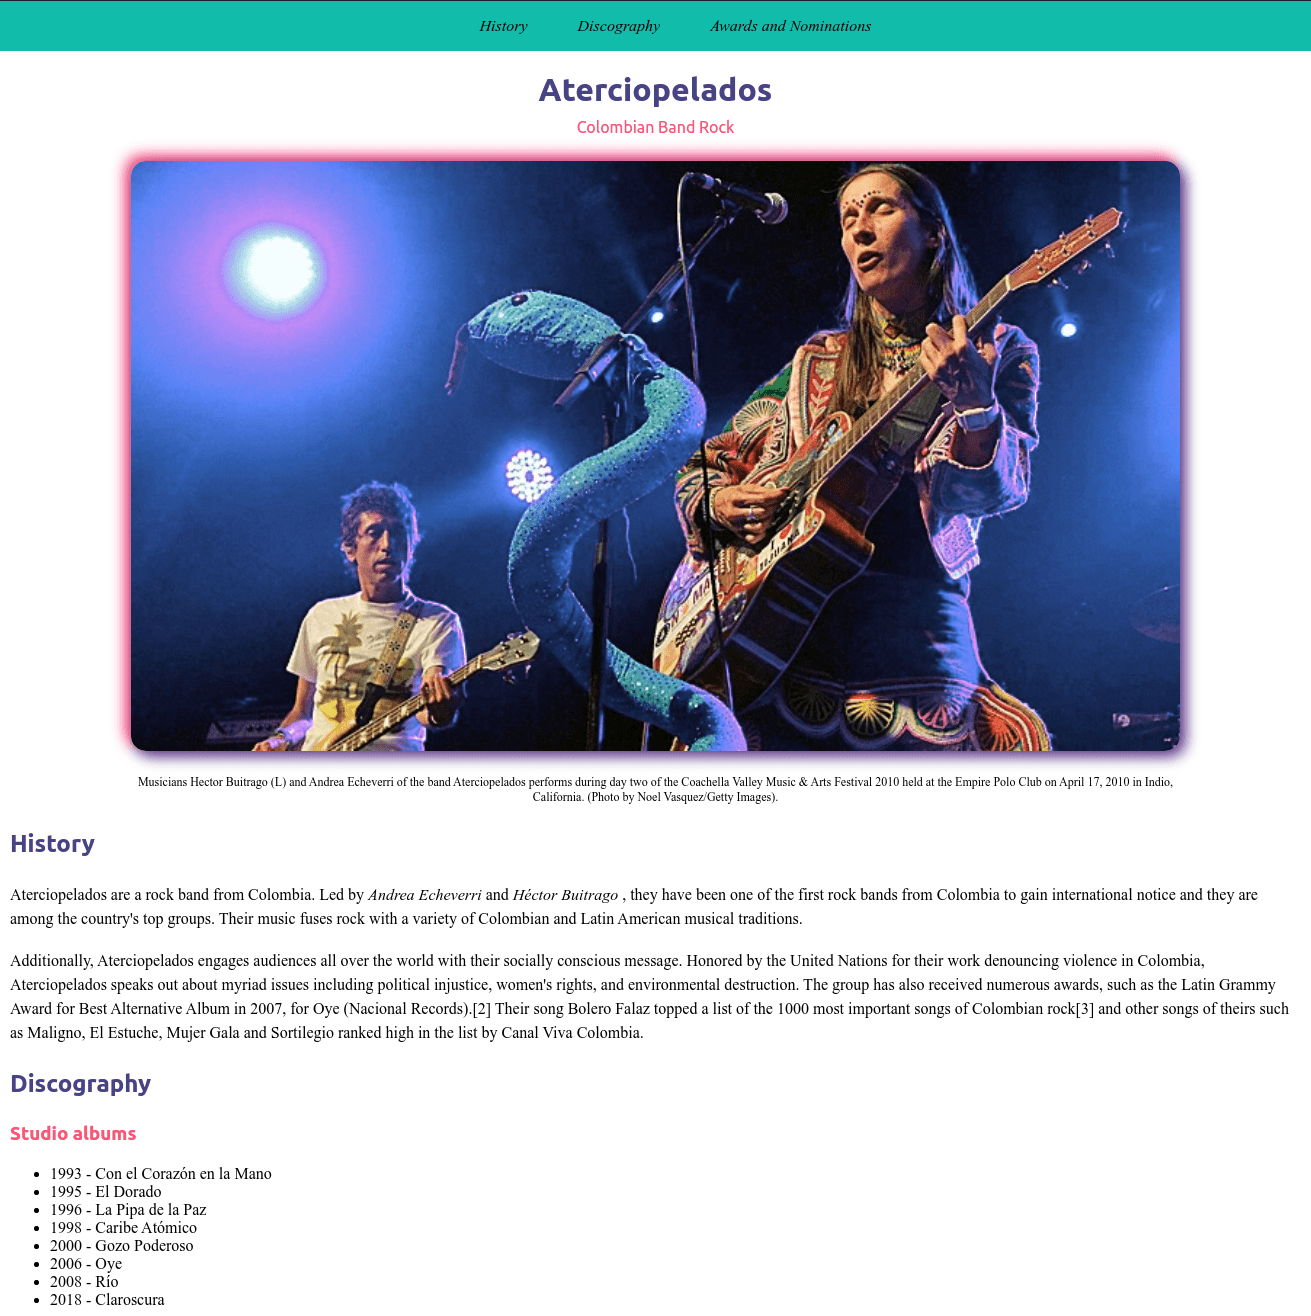 History Discography Awards and Nominations
Aterciopelados
Colombian Band Rock
Musicians Hector Buitrago (L) and Andrea Echeverri of the band Aterciopelados performs during day two of the Coachella Valley Music & Arts Festival 2010 held at the Empire Polo Club on April 17, 2010 in Indio,
California. (Photo by Noel Vasquez/Getty Images).
History
Aterciopelados are a rock band from Colombia. Led by Andrea Echeverri and Héctor Buitrago , they have been one of the first rock bands from Colombia to gain international notice and they are
among the country's top groups. Their music fuses rock with a variety of Colombian and Latin American musical traditions.
Additionally, Aterciopelados engages audiences all over the world with their socially conscious message. Honored by the United Nations for their work denouncing violence in Colombia,
Aterciopelados speaks out about myriad issues including political injustice, women's rights, and environmental destruction. The group has also received numerous awards, such as the Latin Grammy
Award for Best Alternative Album in 2007, for Oye (Nacional Records).[2] Their song Bolero Falaz topped a list of the 1000 most important songs of Colombian rock[3] and other songs of theirs such
as Maligno, El Estuche, Mujer Gala and Sortilegio ranked high in the list by Canal Viva Colombia.
Discography
Studio albums
1993 - Con el Corazón en la Mano
1995 - El Dorado
1996 - La Pipa de la Paz
1998 - Caribe Atómico
2000 - Gozo Poderoso
2006 - Oye
2008 - Río
2018 - Claroscura